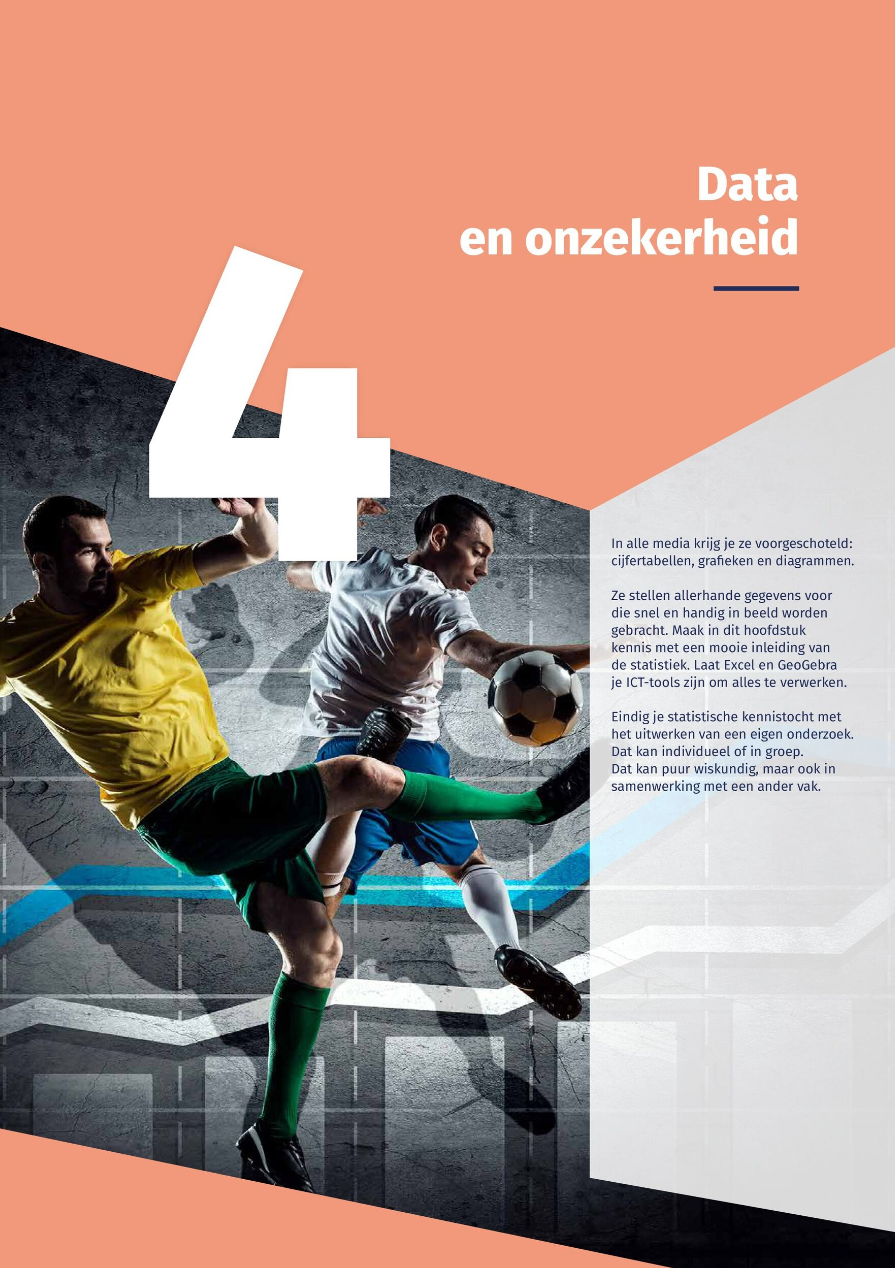 Data
en onzekerheid
4
In alle media krijg je ze voorgeschoteld:
cijfertabellen, grafieken en diagrammen.
Ze stellen allerhande gegevens voor
die snel en handig in beeld worden
gebracht. Maak in dit hoofdstuk
kennis met een mooie inleiding van
de statistiek. Laat Excel en GeoGebra
je ICT-tools zijn om alles te verwerken.
Eindig je statistische kennistocht met
het uitwerken van een eigen onderzoek.
Dat kan individueel of in groep.
Dat kan puur wiskundig, maar ook in
samenwerking met een ander vak.